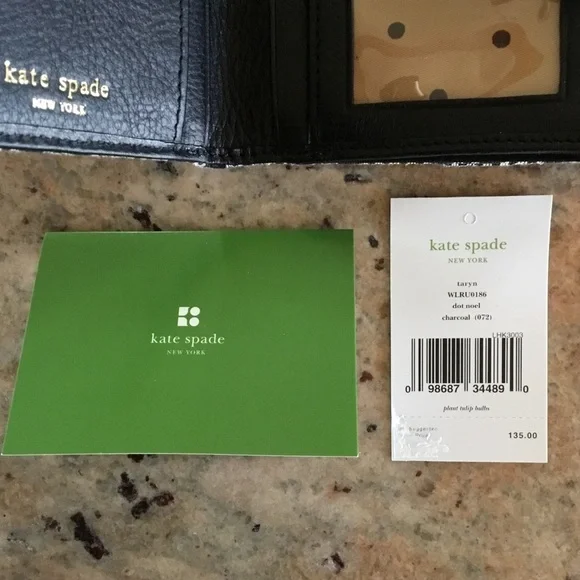 kate spade
NEW YORK
kate spade
NEW YORK
kate spade
NEW YORK
taryn
WLRU0186
dot noel
charcoal (072)
LHK3003
0 98687 34489 0
plant tulip bulbs
135.00